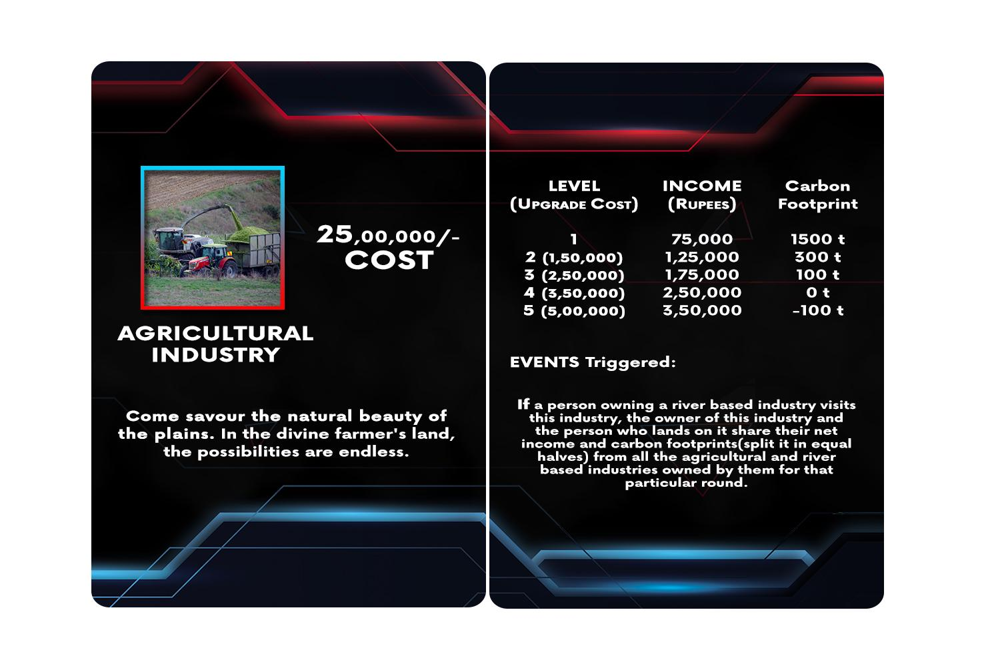 25,00,000/-
COST
AGRICULTURAL
INDUSTRY
Come savour the natural beauty of
the plains. In the divine farmer's land,
the possibilities are endless.
LEVEL INCOME Carbon
(Upgrade Cost) (Rupees) Footprint
1 75,000 1500 t
2 (1,50,000) 1,25,000 300 t
3 (2,50,000) 1,75,000 100 t
4 (3,50,000) 2,50,000 0 t
5 (5,00,000) 3,50,000 -100 t
EVENTS Triggered:
If a person owning a river based industry visits
this industry, the owner of this industry and
the person who lands on it share their net
income and carbon footprints(split it in equal
halves) from all the agricultural and river
based industries owned by them for that
particular round.